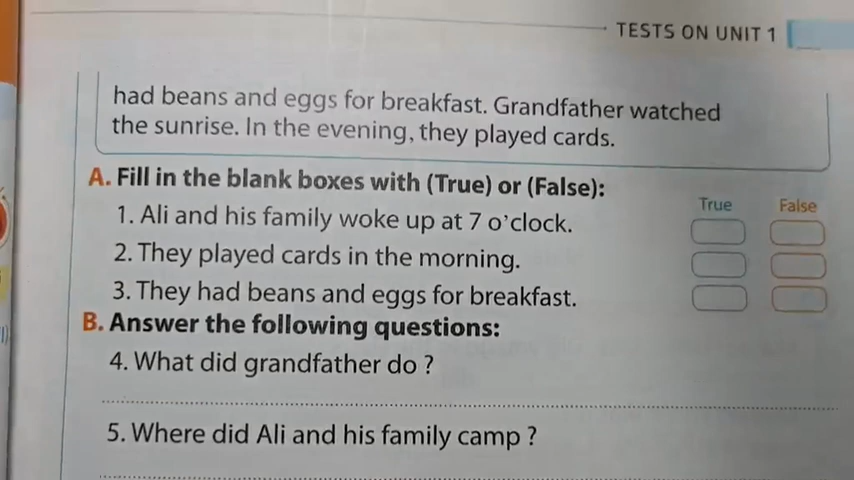 TESTS ON UNIT 1
had beans and eggs for breakfast. Grandfather watched
the sunrise. In the evening, they played cards.
A. Fill in the blank boxes with (True) or (False):
True False
1. Ali and his family woke up at 7 o'clock.
2. They played cards in the morning.
3. They had beans and eggs for breakfast.
B. Answer the following questions:
4. What did grandfather do ?
5. Where did Ali and his family camp ?